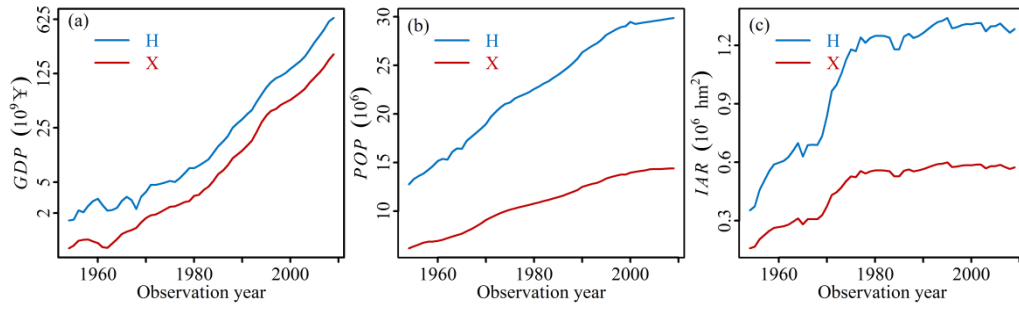 (a)
H
X
GDP (10⁹￥)
625
125
25
5
2
1960
1980
2000
Observation year
(b)
H
X
POP (10⁶)
30
25
20
15
10
1960
1980
2000
Observation year
(c)
H
X
IAR (10⁶ hm²)
1.2
0.9
0.6
0.3
1960
1980
2000
Observation year